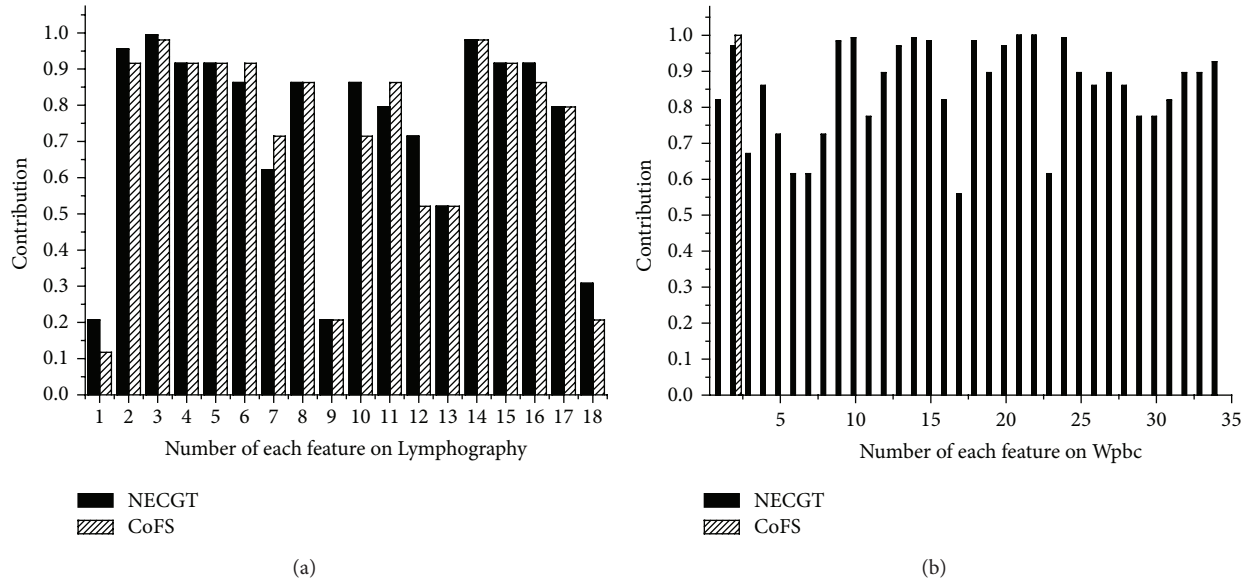 1.0
0.9
0.8
0.7
0.6
0.5
0.4
0.3
0.2
0.1
0.0
Contribution
1 2 3 4 5 6 7 8 9 10 11 12 13 14 15 16 17 18
Number of each feature on Lymphography
NECGT
CoFS
(a)
1.0
0.9
0.8
0.7
0.6
0.5
0.4
0.3
0.2
0.1
0.0
Contribution
5 10 15 20 25 30 35
Number of each feature on Wpbc
NECGT
CoFS
(b)